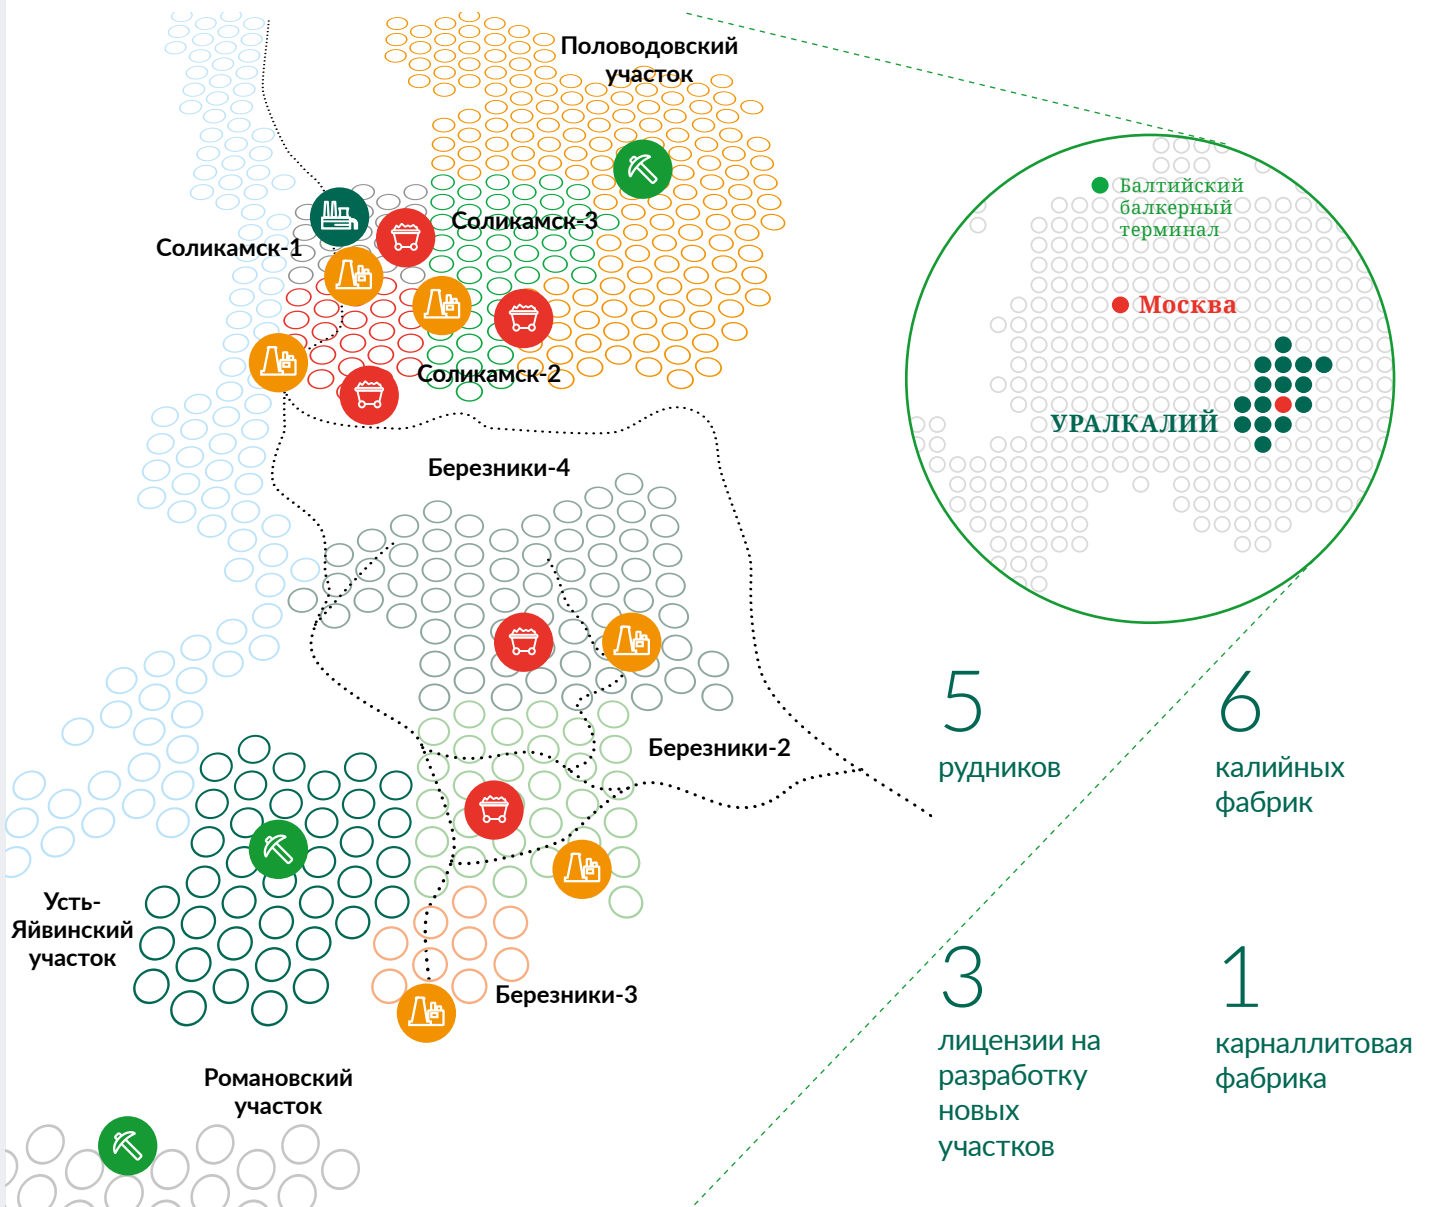 Половодовский
участок
Соликамск-3
Соликамск-1
Соликамск-2
Березники-4
Березники-2
Усть-
Яйвинский
участок
Березники-3
Романовский
участок
Балтийский
балкерный
терминал
Москва
УРАЛКАЛИЙ
5
рудников
6
калийных
фабрик
3
лицензии на
разработку
новых
участков
1
карналлитовая
фабрика